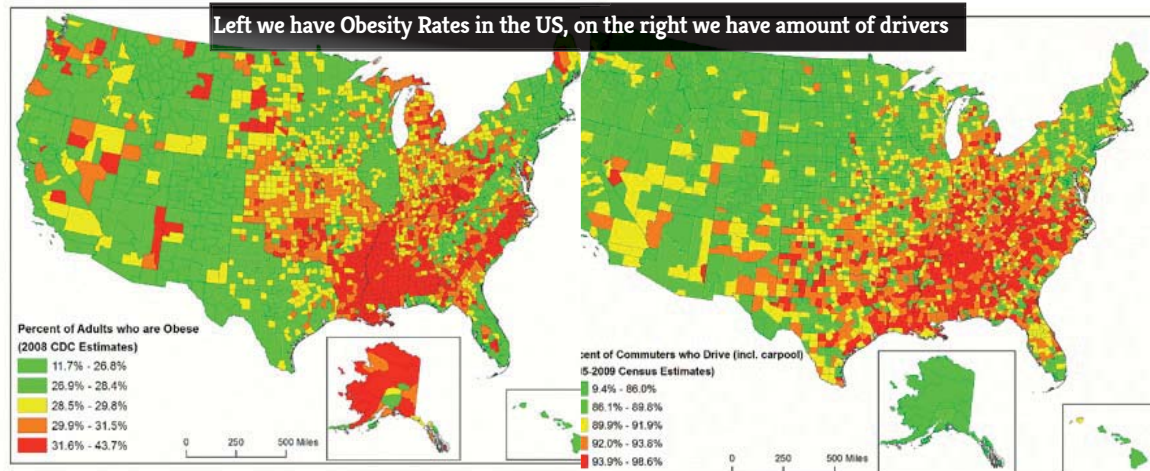 Left we have Obesity Rates in the US, on the right we have amount of drivers
Percent of Adults who are Obese
(2008 CDC Estimates)
11.7% - 26.8%
26.9% - 28.4%
28.5% - 29.8%
29.9% - 31.5%
31.6% - 43.7%
0 250 500 Miles
cent of Commuters who Drive (incl. carpool)
5-2009 Census Estimates)
9.4% - 86.0%
86.1% - 89.8%
89.9% - 91.9%
92.0% - 93.8%
93.9% - 98.6%
0 250 500 Miles